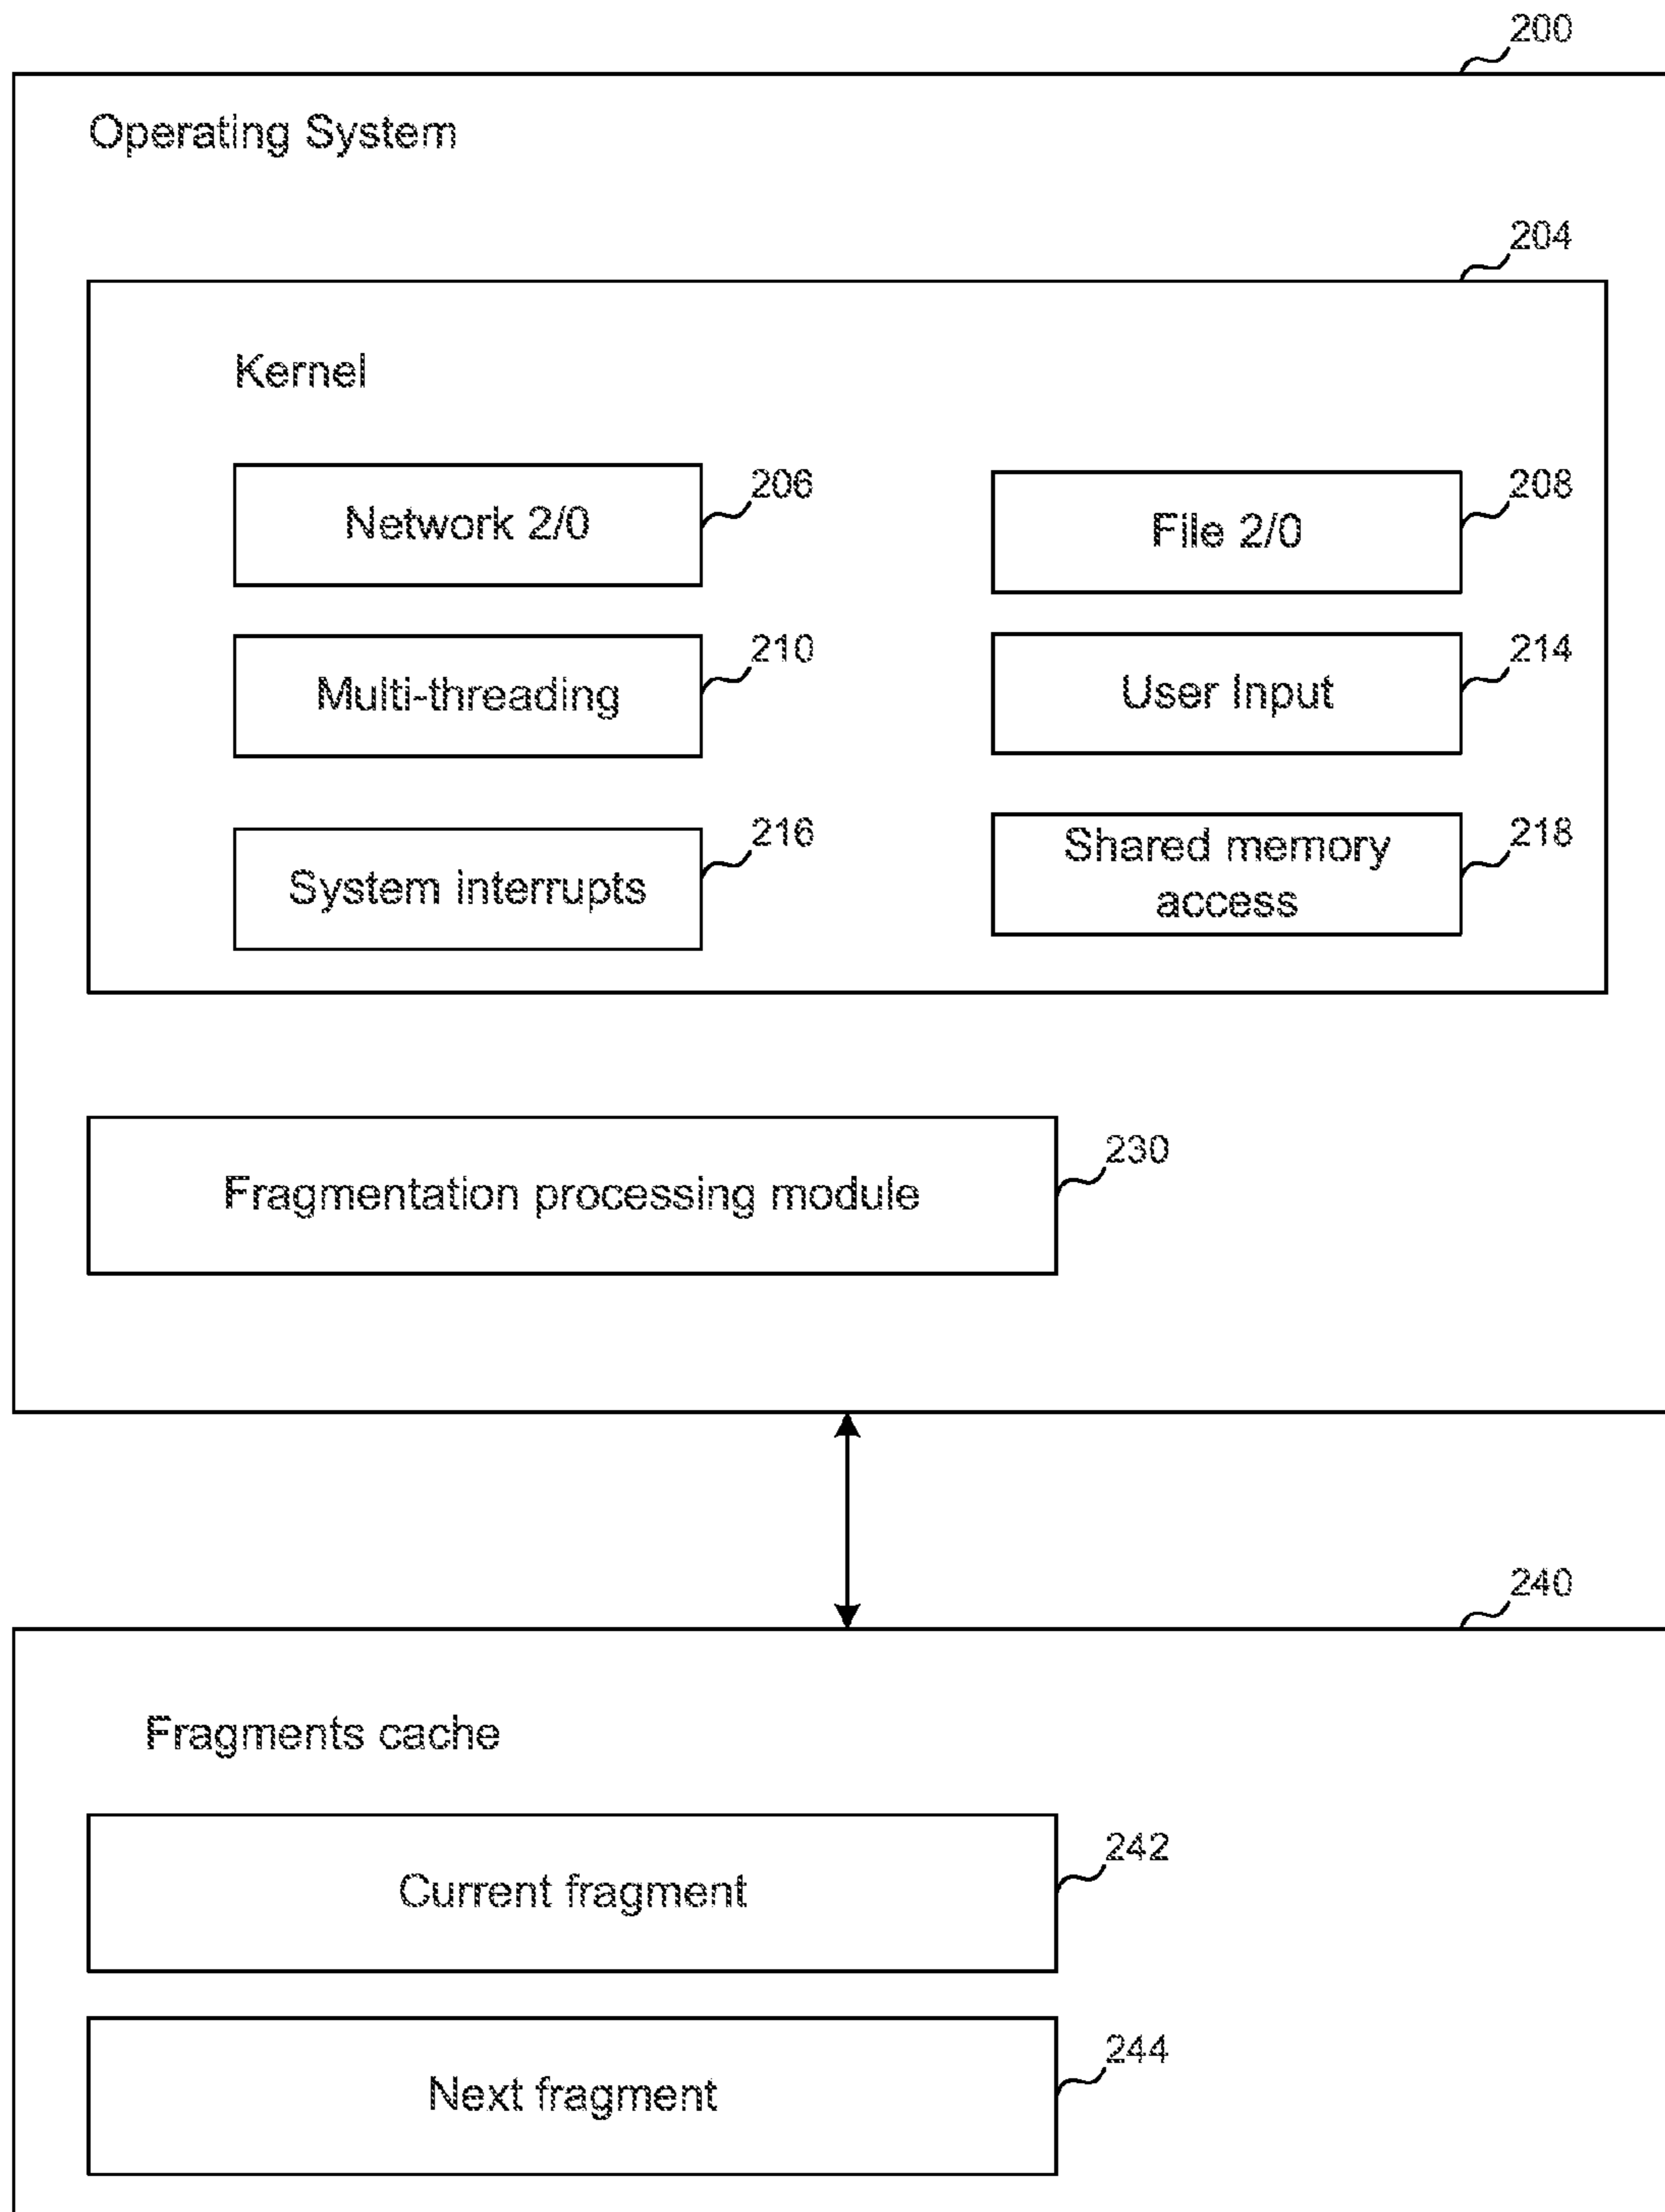 200
Operating System
204
Kernel
Network 2/0
206
File 2/0
208
Multi-threading
210
User Input
214
System interrupts
216
Shared memory
access
218
Fragmentation processing module
230
240
Fragments cache
Current fragment
242
Next fragment
244